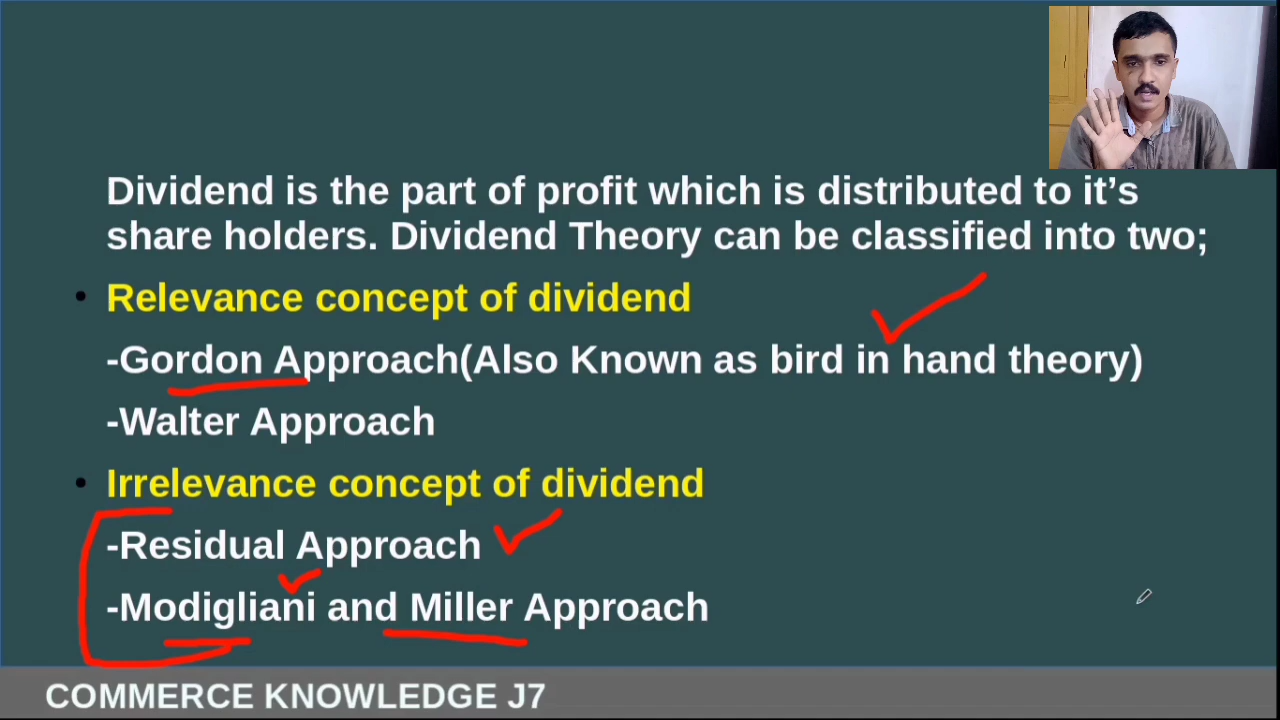 Dividend is the part of profit which is distributed to it’s
share holders. Dividend Theory can be classified into two;
Relevance concept of dividend
-Gordon Approach(Also Known as bird in hand theory)
-Walter Approach
Irrelevance concept of dividend
-Residual Approach
-Modigliani and Miller Approach
COMMERCE KNOWLEDGE J7